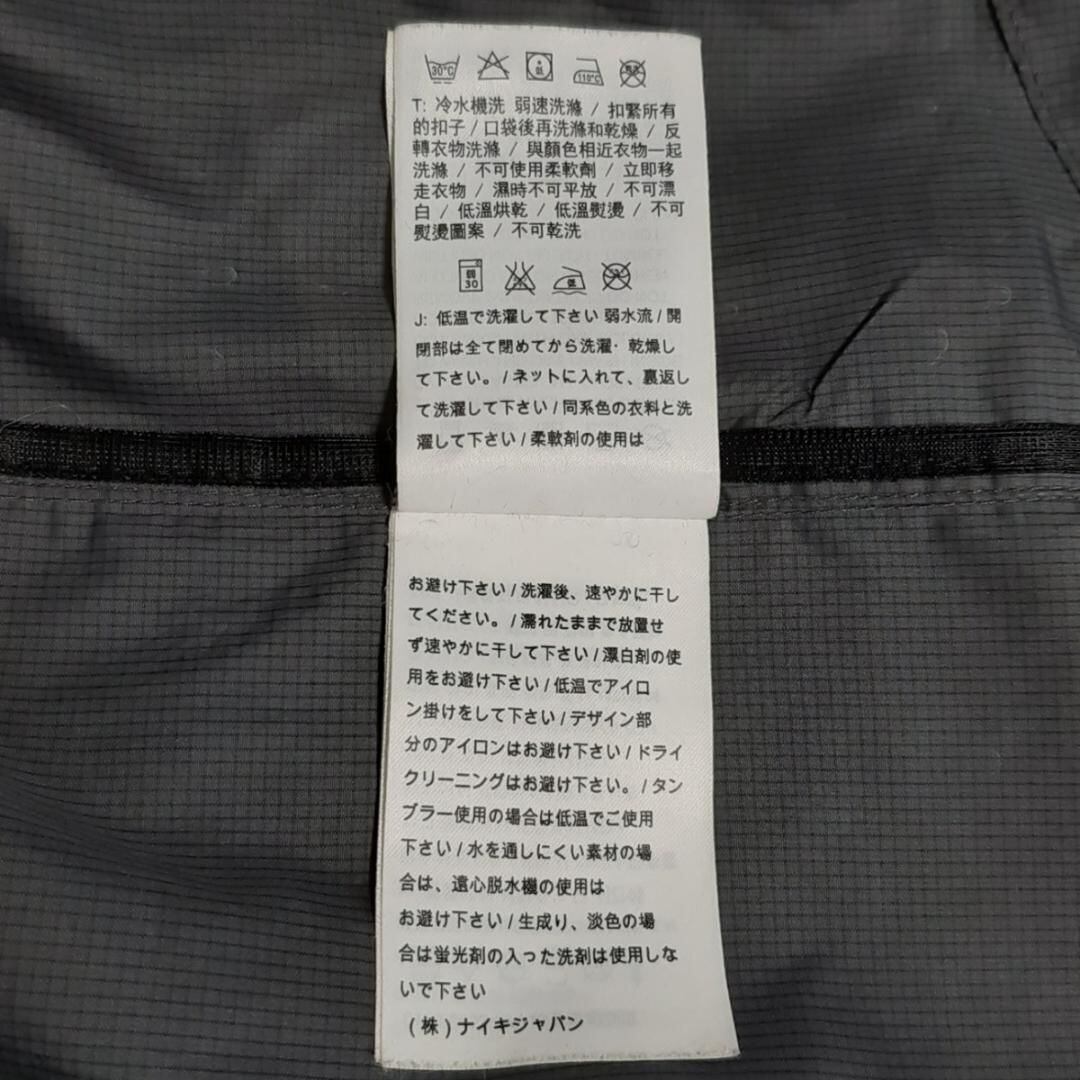 30°C
低
110°C
乾洗
T: 冷水機洗 弱速洗滌 / 扣緊所有
的扣子 / 口袋後再洗滌和乾燥 / 反
轉衣物洗滌 / 與顏色相近衣物一起
洗滌 / 不可使用柔軟劑 / 立即移
走衣物 / 濕時不可平放 / 不可漂
白 / 低溫烘乾 / 低溫熨燙 / 不可
熨燙圖案 / 不可乾洗
弱
30
低
J: 低温で洗濯して下さい 弱水流 / 開
閉部は全て閉めてから洗濯・乾燥し
て下さい。/ ネットに入れて、裏返し
て洗濯して下さい / 同系色の衣料と洗
濯して下さい / 柔軟剤の使用は
お避け下さい / 洗濯後、速やかに干し
てください。/ 濡れたままで放置せ
ず速やかに干して下さい / 漂白剤の使
用をお避け下さい / 低温でアイロ
ン掛けをして下さい / デザイン部
分のアイロンはお避け下さい / ドライ
クリーニングはお避け下さい。/ タン
ブラー使用の場合は低温でご使用
下さい / 水を通しにくい素材の場
合は、遠心脱水機の使用は
お避け下さい / 生成り、淡色の場
合は蛍光剤の入った洗剤は使用しな
いで下さい
(株) ナイキジャパン